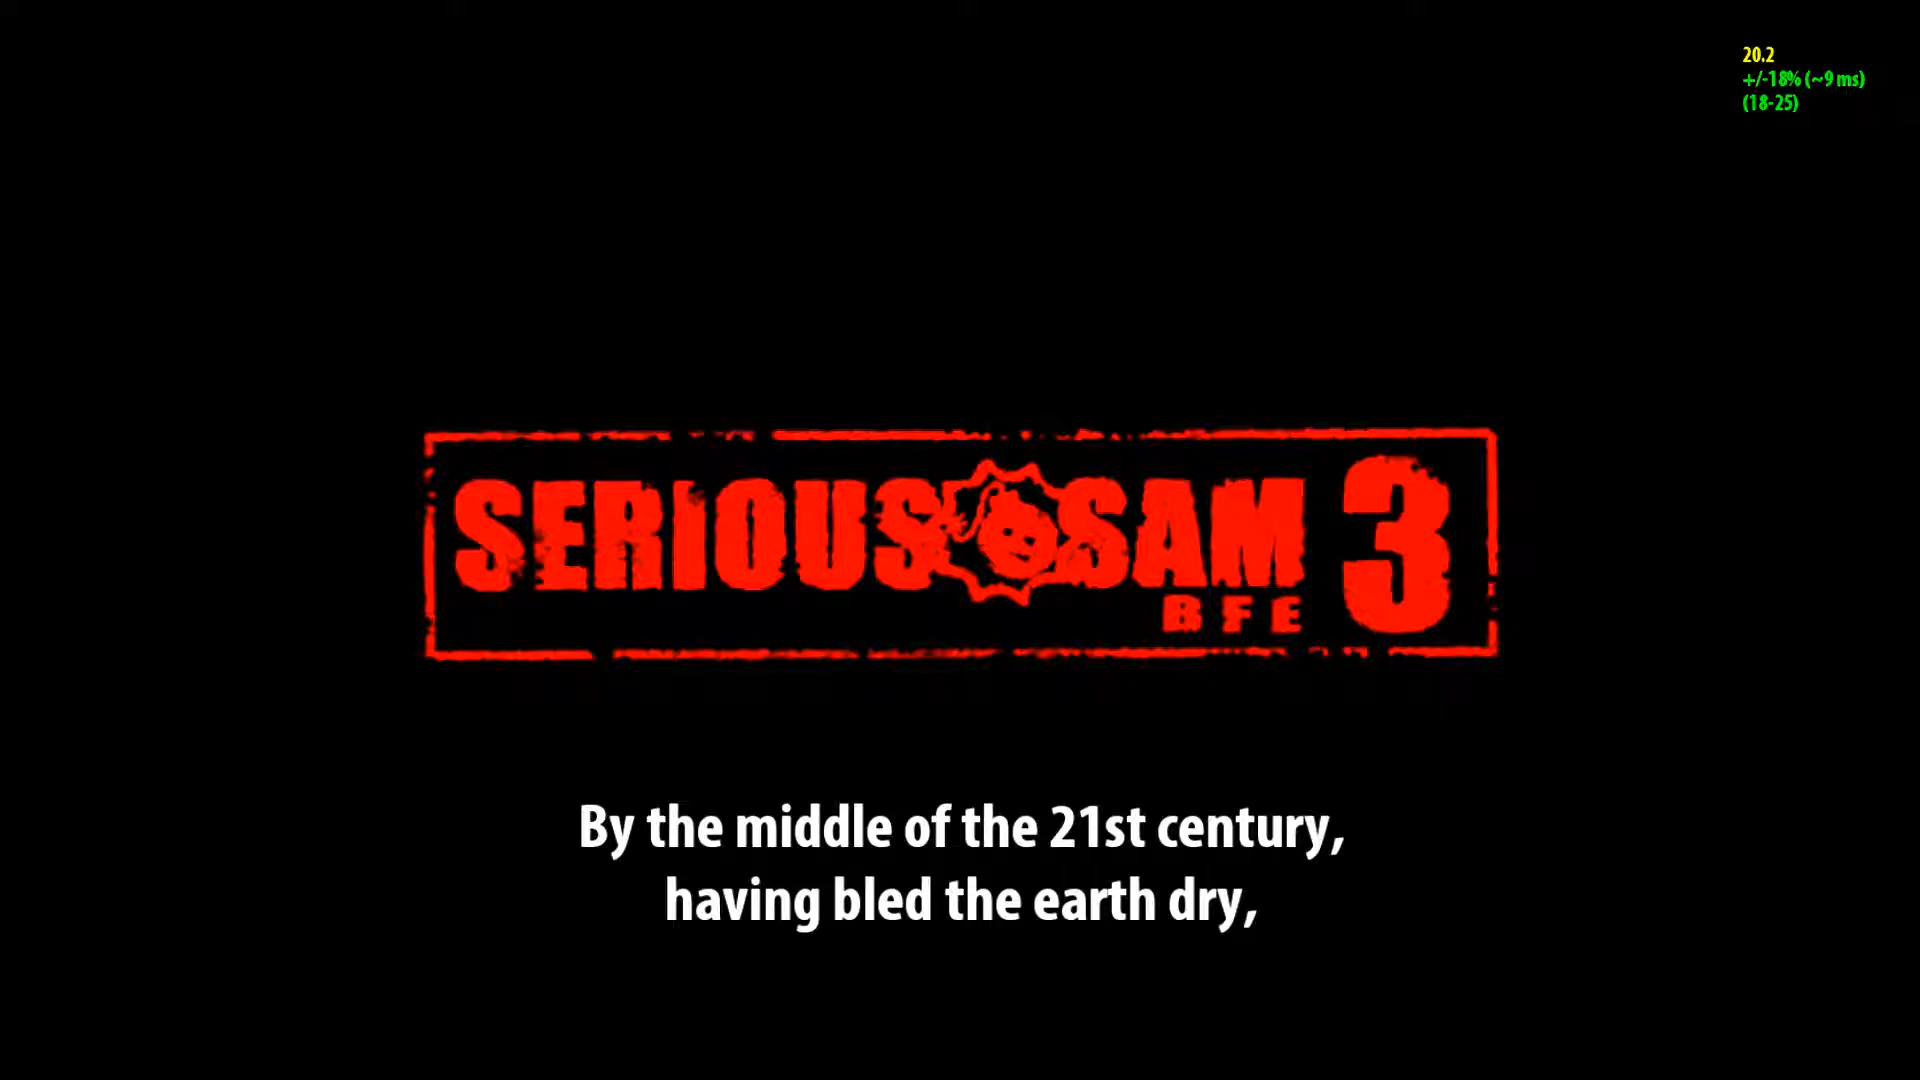 20.2
+/-18% (~9 ms)
(18-25)
SERIOUS SAM 3
BFE
By the middle of the 21st century,
having bled the earth dry,